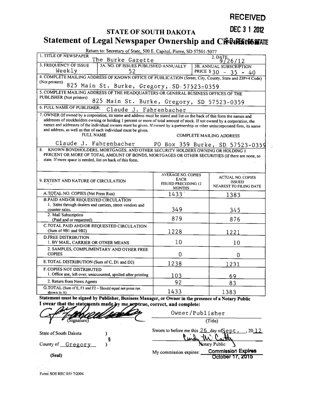 RECEIVED
DEC 31 2012
STATE OF SOUTH DAKOTA
Statement of Legal Newspaper Ownership and
Return to: Secretary of State, 500 E. Capitol, Pierre, SD 57501-5077
1. TITLE OF NEWSPAPER
The Burke Gazette
2. DATE
9/26/12
3. FREQUENCY OF ISSUE
Weekly
3A. NO. OF ISSUES PUBLISHED ANNUALLY
52
3B. ANNUAL SUBSCRIPTION
PRICE $30 - 35 - 40
4. COMPLETE MAILING ADDRESS OF KNOWN OFFICE OF PUBLICATION (Street, City, County, State and ZIP+4 Code)
(Not printers)
825 Main St. Burke, Gregory, SD 57523-0359
5. COMPLETE MAILING ADDRESS OF THE HEADQUARTERS OR GENERAL BUSINESS OFFICES OF THE
PUBLISHER (Not printers)
825 Main St. Burke, Gregory, SD 57523-0359
6. FULL NAME OF PUBLISHER
Claude J. Fahrenbacher
7. OWNER (If owned by a corporation, its name and address must be stated and list on the back of this form the names and
addresses of stockholders owning or holding 1 percent or more of total amount of stock. If not owned by a corporation, the
names and addresses of the individual owners must be given. If owned by a partnership or other unincorporated firm, its name
and address, as well as that of each individual must be given.
FULL NAME
COMPLETE MAILING ADDRESS
Claude J. Fahrenbacher
PO Box 359 Burke, SD 57523-0359
8. KNOWN BONDHOLDERS, MORTGAGES, AND OTHER SECURITY HOLDERS OWNING OR HOLDING 1
PERCENT OR MORE OF TOTAL AMOUNT OF BONDS, MORTGAGES OR OTHER SECURITIES (If there are none, so
state. If more space is needed, list on back of this form.
9. EXTENT AND NATURE OF CIRCULATION
AVERAGE NO. COPIES
EACH
ISSUED PRECEDING 12
MONTHS
ACTUAL NO. COPIES
ISSUED
NEAREST TO FILING DATE
A. TOTAL NO. COPIES (Net Press Run)
1433
1383
B. PAID AND/OR REQUESTED CIRCULATION
1. Sales through dealers and carriers, street vendors and
counter sales.
349
345
2. Mail Subscription
(Paid and or requested)
879
876
C. TOTAL PAID AND/OR REQUESTED CIRCULATION
(Sum of 9B1 and 9B2)
1228
1221
D. FREE DISTRIBUTION
1. BY MAIL, CARRIER OR OTHER MEANS
10
10
2. SAMPLES, COMPLIMENTARY AND OTHER FREE
COPIES
0
0
E. TOTAL DISTRIBUTION (Sum of C, D1 and D2)
1238
1231
F. COPIES NOT DISTRIBUTED
1. Office use, left over, unaccounted, spoiled after printing
103
69
2. Return from News Agents
92
83
G. TOTAL (Sum of E, F1 and F2 - Should equal net press run
shown in A)
1433
1383
Statement must be signed by Publisher, Business Manager, or Owner in the presence of a Notary Public
I swear that the statements made by me are true, correct, and complete:
Owner/Publisher
(Signature)
(Title)
State of South Dakota )
§
County of Gregory )
(Seal)
Sworn to before me this 26 day of Sept. , 20 12
Notary Public
My commission expires: Commission Expires
October 17, 2015